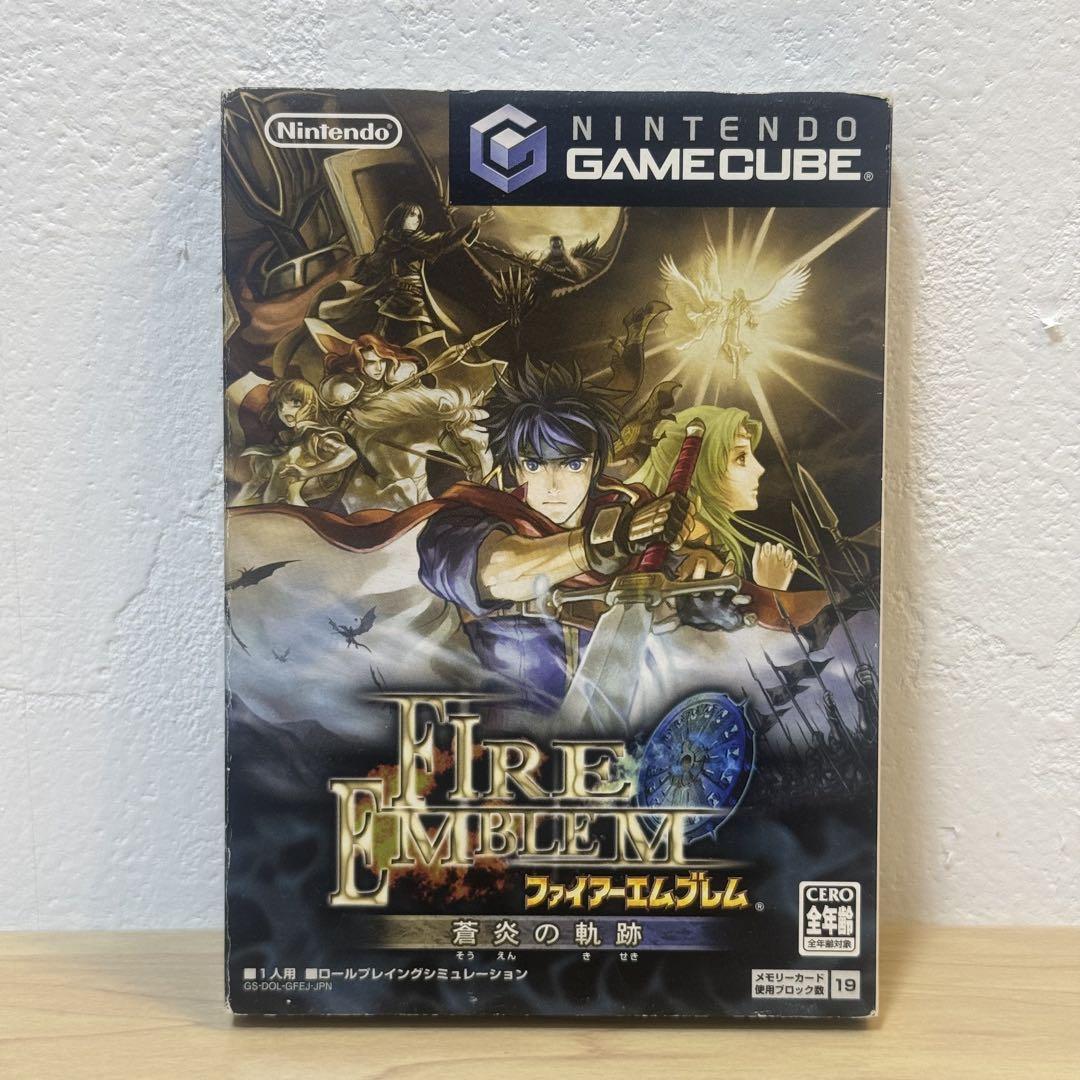 Nintendo®
NINTENDO
GAMECUBE®
FIRE
EMBLEM
ファイアーエムブレム®
蒼炎の軌跡
そうえん きせき
CERO
全年齢
全年齢対象
■1人用 ■ロールプレイングシミュレーション
GS-DOL-GFEJ-JPN
メモリーカード
使用ブロック数 19